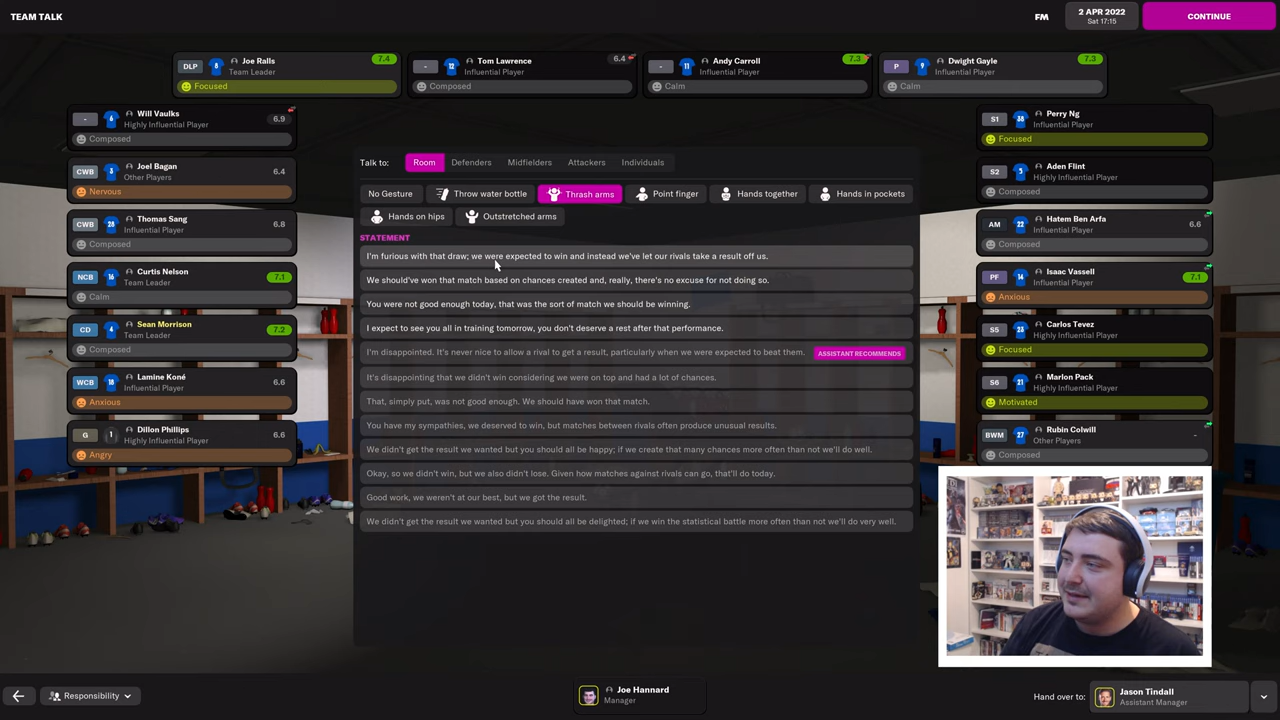 TEAM TALK
FM
2 APR 2022
Sat 17:15
CONTINUE
DLP 8 Joe Ralls 7.4
Team Leader
Focused
- 12 Tom Lawrence 6.4
Influential Player
Composed
- 11 Andy Carroll 7.3
Influential Player
Calm
P 9 Dwight Gayle 7.3
Influential Player
Calm
- 6 Will Vaulks 6.9
Highly Influential Player
Composed
CWB 3 Joel Bagan 6.4
Other Players
Nervous
CWB 28 Thomas Sang 6.8
Influential Player
Composed
NCB 16 Curtis Nelson 7.1
Team Leader
Calm
CD 4 Sean Morrison 7.2
Team Leader
Composed
WCB 18 Lamine Koné 6.6
Influential Player
Anxious
G 1 Dillon Phillips 6.6
Highly Influential Player
Angry
Talk to: Room Defenders Midfielders Attackers Individuals
No Gesture Throw water bottle Thrash arms Point finger Hands together Hands in pockets
Hands on hips Outstretched arms
STATEMENT
I'm furious with that draw; we were expected to win and instead we've let our rivals take a result off us.
We should've won that match based on chances created and, really, there's no excuse for not doing so.
You were not good enough today, that was the sort of match we should be winning.
I expect to see you all in training tomorrow, you don't deserve a rest after that performance.
I'm disappointed. It's never nice to allow a rival to get a result, particularly when we were expected to beat them. ASSISTANT RECOMMENDS
It's disappointing that we didn't win considering we were on top and had a lot of chances.
That, simply put, was not good enough. We should have won that match.
You have my sympathies, we deserved to win, but matches between rivals often produce unusual results.
We didn't get the result we wanted but you should all be happy; if we create that many chances more often than not we'll do well.
Okay, so we didn't win, but we also didn't lose. Given how matches against rivals can go, that'll do today.
Good work, we weren't at our best, but we got the result.
We didn't get the result we wanted but you should all be delighted; if we win the statistical battle more often than not we'll do very well.
S1 38 Perry Ng
Influential Player
Focused
S2 5 Aden Flint
Influential Player
Composed
AM 22 Hatem Ben Arfa 6.6
Highly Influential Player
Composed
PF 14 Isaac Vassell 7.1
Influential Player
Anxious
S5 23 Carlos Tevez
Highly Influential Player
Focused
S6 21 Marlon Pack
Highly Influential Player
Motivated
BWM 27 Rubin Colwill -
Other Players
Composed
Responsibility
Joe Hannard
Manager
Hand over to: Jason Tindall
Assistant Manager